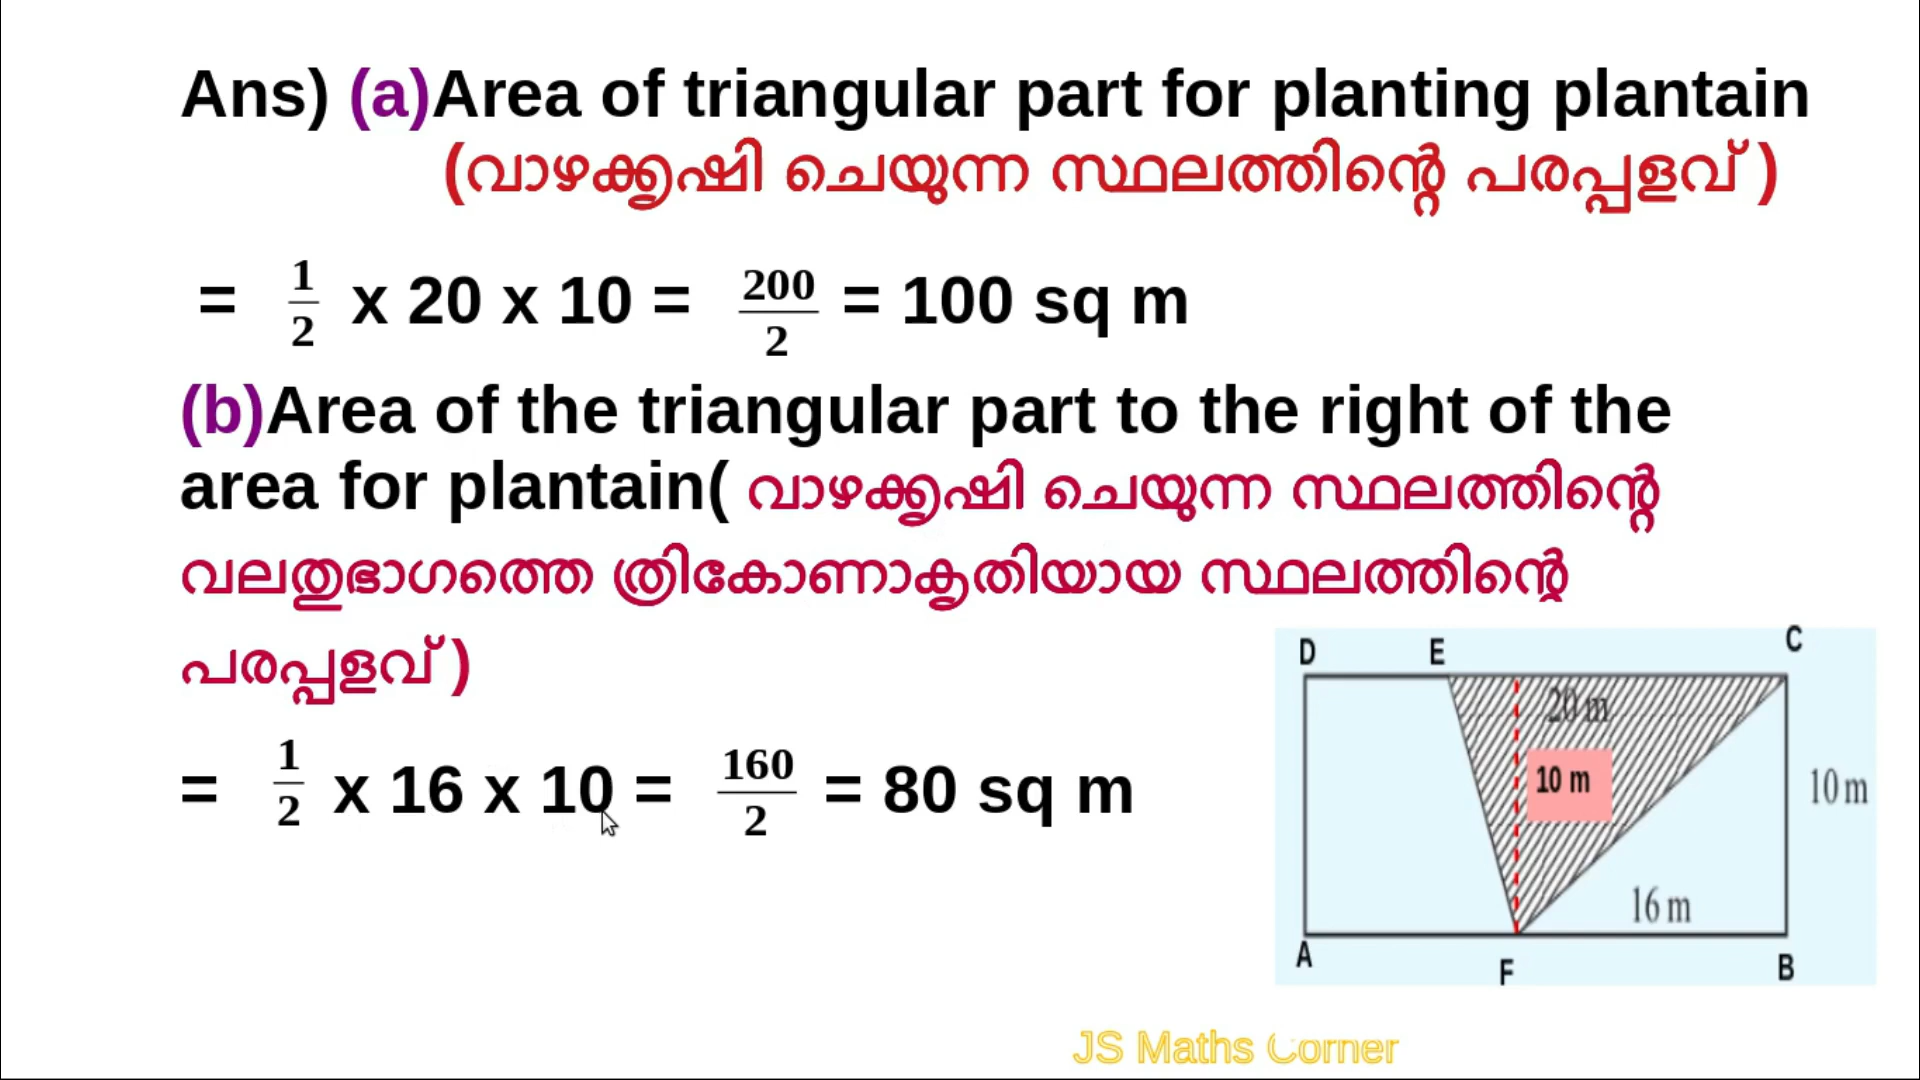 Ans) (a)Area of triangular part for planting plantain
(വാഴക്കൃഷി ചെയുന്ന സ്ഥലത്തിന്റെ പരപ്പളവ് )
= 1/2 x 20 x 10 = 200/2 = 100 sq m
(b)Area of the triangular part to the right of the
area for plantain( വാഴക്കൃഷി ചെയുന്ന സ്ഥലത്തിന്റെ
വലതുഭാഗത്തെ ത്രികോണാകൃതിയായ സ്ഥലത്തിന്റെ
പരപ്പളവ് )
= 1/2 x 16 x 10 = 160/2 = 80 sq m
D E C
20 m
10 m
10 m
16 m
A F B
JS Maths Corner